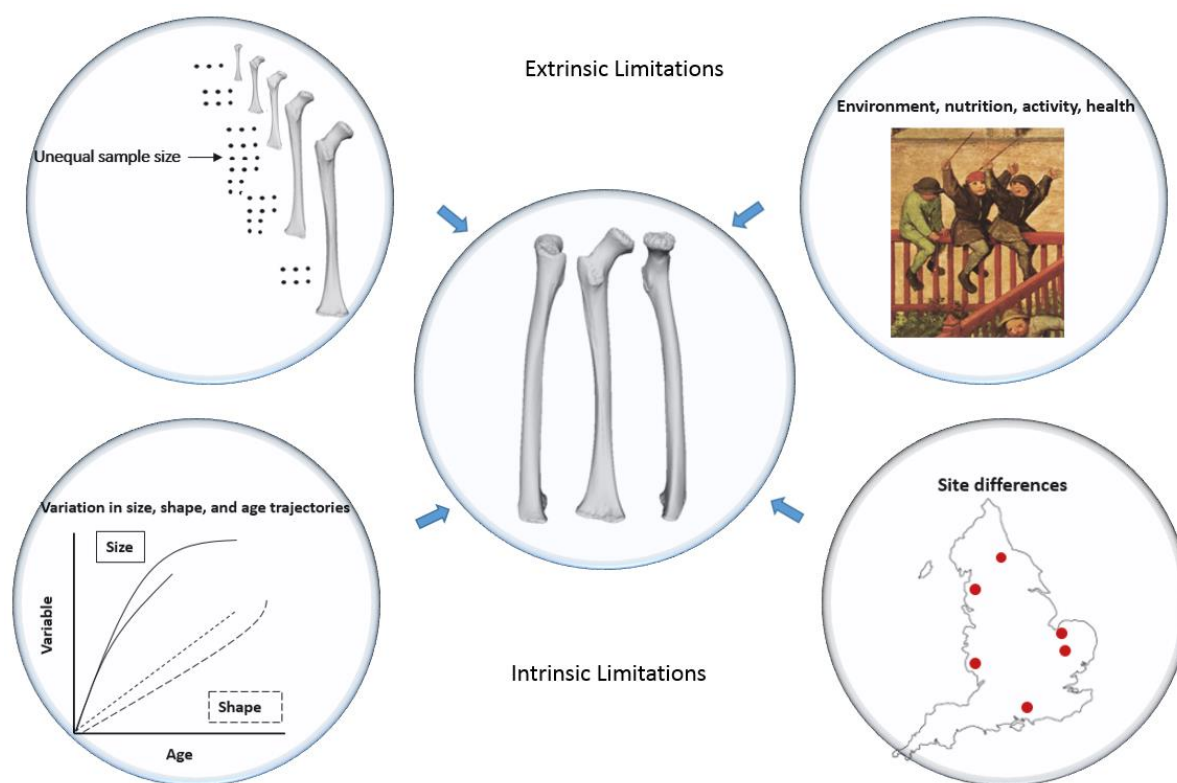 Extrinsic Limitations
Unequal sample size
Environment, nutrition, activity, health
Variation in size, shape, and age trajectories
Size
Variable
Shape
Age
Intrinsic Limitations
Site differences